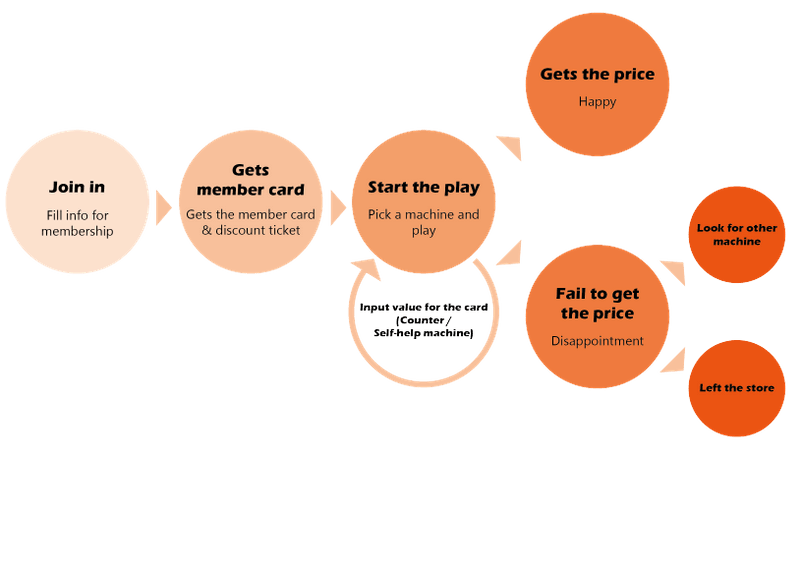 Join in
Fill info for
membership
Gets
member card
Gets the member card
& discount ticket
Start the play
Pick a machine and
play
Input value for the card
(Counter /
Self-help machine)
Gets the price
Happy
Fail to get
the price
Disappointment
Look for other
machine
Left the store